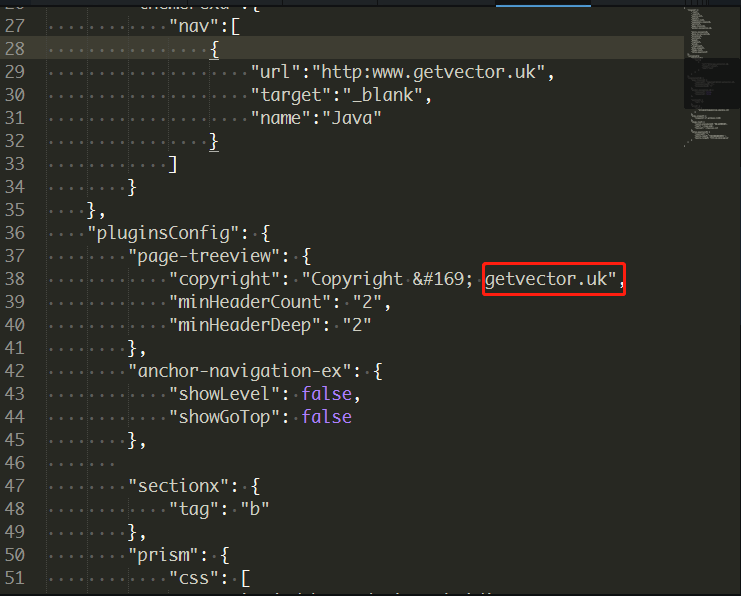 27 "nav":[
28 {
29 "url":"http:www.getvector.uk",
30 "target":"_blank",
31 "name":"Java"
32 }
33 ]
34 }
35 },
36 "pluginsConfig": {
37 "page-treeview": {
38 "copyright": "Copyright &#169; getvector.uk",
39 "minHeaderCount": "2",
40 "minHeaderDeep": "2"
41 },
42 "anchor-navigation-ex": {
43 "showLevel": false,
44 "showGoTop": false
45 },
46
47 "sectionx": {
48 "tag": "b"
49 },
50 "prism": {
51 "css": [